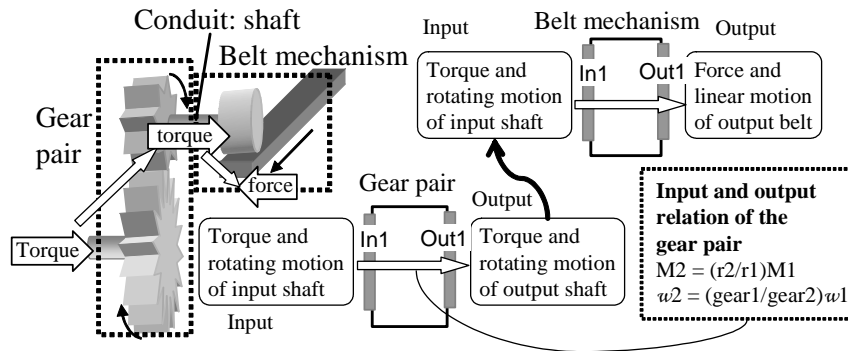 Conduit: shaft
Belt mechanism
Gear
pair
torque
force
Torque
Input
Belt mechanism
Output
Torque and
rotating motion
of input shaft
In1
Out1
Force and
linear motion
of output belt
Gear pair
Output
Torque and
rotating motion
of input shaft
Input
In1
Out1
Torque and
rotating motion
of output shaft
Input and output
relation of the
gear pair
M2 = (r2/r1)M1
w2 = (gear1/gear2)w1